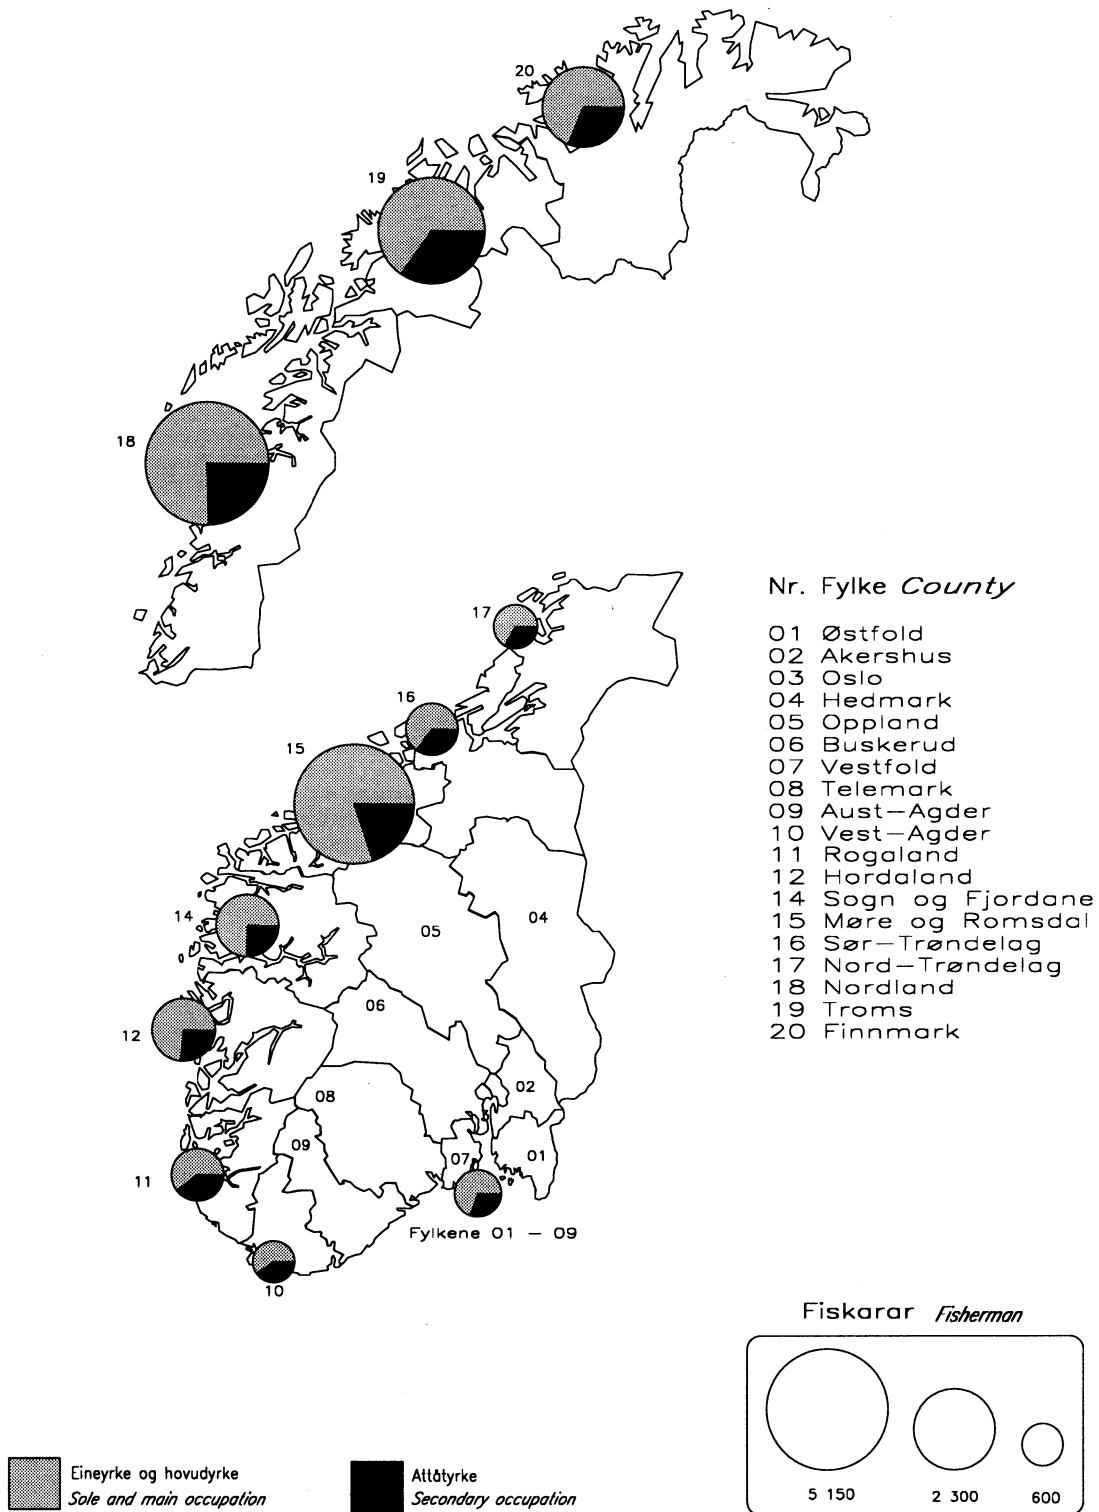 20
19
18
17
16
15
14
05
04
06
12
02
08
09
07
01
11
Fylkene 01 – 09
10
Nr. Fylke County
01 Østfold
02 Akershus
03 Oslo
04 Hedmark
05 Oppland
06 Buskerud
07 Vestfold
08 Telemark
09 Aust–Agder
10 Vest–Agder
11 Rogaland
12 Hordaland
14 Sogn og Fjordane
15 Møre og Romsdal
16 Sør–Trøndelag
17 Nord–Trøndelag
18 Nordland
19 Troms
20 Finnmark
Fiskarar Fisherman
5 150 2 300 600
Eineyrke og hovudyrke
Sole and main occupation
Attåtyrke
Secondary occupation